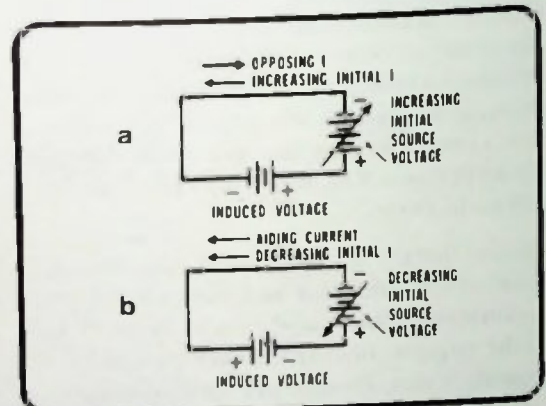 OPPOSING I
INCREASING INITIAL I
a
-
INCREASING
INITIAL
SOURCE
VOLTAGE
+
- +
INDUCED VOLTAGE
AIDING CURRENT
DECREASING INITIAL I
b
-
DECREASING
INITIAL
SOURCE
VOLTAGE
+
+ -
INDUCED VOLTAGE